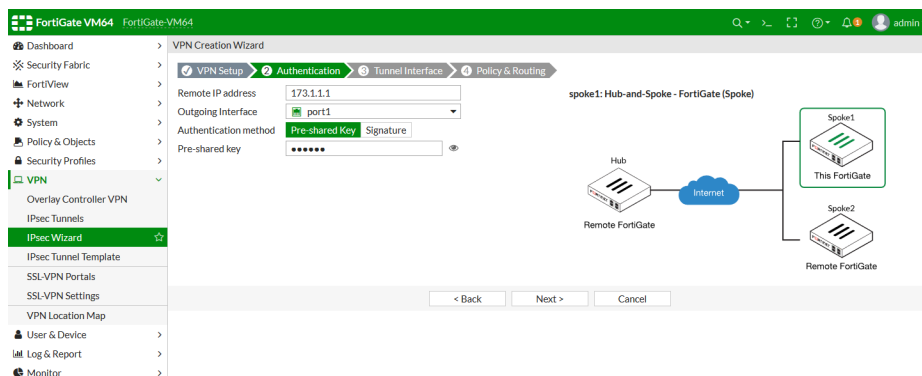 FortiGate VM64 FortiGate-VM64
admin
Dashboard
Security Fabric
FortiView
Network
System
Policy & Objects
Security Profiles
VPN
Overlay Controller VPN
IPsec Tunnels
IPsec Wizard
IPsec Tunnel Template
SSL-VPN Portals
SSL-VPN Settings
VPN Location Map
User & Device
Log & Report
Monitor
VPN Creation Wizard
VPN Setup 2 Authentication 3 Tunnel Interface 4 Policy & Routing
Remote IP address 173.1.1.1
Outgoing Interface port1
Authentication method Pre-shared Key Signature
Pre-shared key ••••••
spoke1: Hub-and-Spoke - FortiGate (Spoke)
Spoke1
This FortiGate
Hub
Internet
Remote FortiGate
Spoke2
Remote FortiGate
< Back Next > Cancel